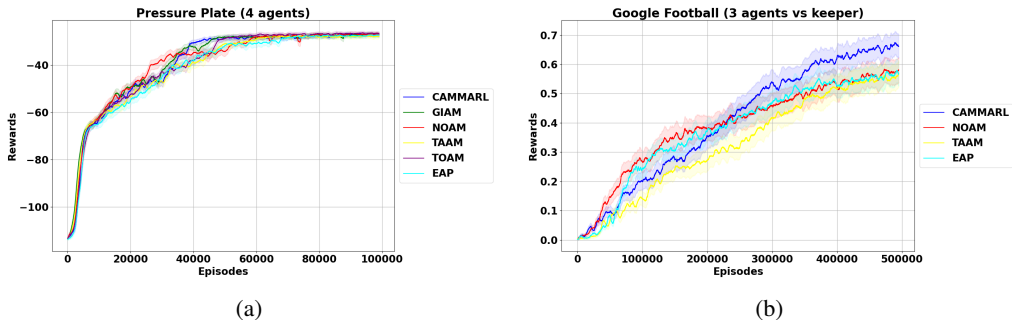 Pressure Plate (4 agents)
−40
−60
−80
−100
Rewards
0 20000 40000 60000 80000 100000
Episodes
CAMMARL
GIAM
NOAM
TAAM
TOAM
EAP
(a)
Google Football (3 agents vs keeper)
0.7
0.6
0.5
0.4
0.3
0.2
0.1
0.0
Rewards
0 100000 200000 300000 400000 500000
Episodes
CAMMARL
NOAM
TAAM
EAP
(b)